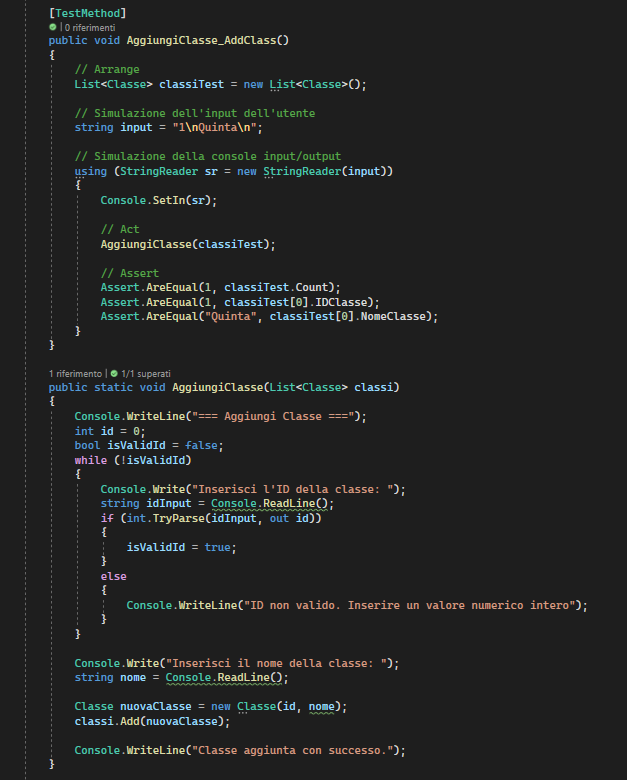 [TestMethod]
| 0 riferimenti
public void AggiungiClasse_AddClass()
{
// Arrange
List<Classe> classiTest = new List<Classe>();
// Simulazione dell'input dell'utente
string input = "1\nQuinta\n";
// Simulazione della console input/output
using (StringReader sr = new StringReader(input))
{
Console.SetIn(sr);
// Act
AggiungiClasse(classiTest);
// Assert
Assert.AreEqual(1, classiTest.Count);
Assert.AreEqual(1, classiTest[0].IDClasse);
Assert.AreEqual("Quinta", classiTest[0].NomeClasse);
}
}
1 riferimento | 1/1 superati
public static void AggiungiClasse(List<Classe> classi)
{
Console.WriteLine("=== Aggiungi Classe ===");
int id = 0;
bool isValidId = false;
while (!isValidId)
{
Console.Write("Inserisci l'ID della classe: ");
string idInput = Console.ReadLine();
if (int.TryParse(idInput, out id))
{
isValidId = true;
}
else
{
Console.WriteLine("ID non valido. Inserire un valore numerico intero");
}
}
Console.Write("Inserisci il nome della classe: ");
string nome = Console.ReadLine();
Classe nuovaClasse = new Classe(id, nome);
classi.Add(nuovaClasse);
Console.WriteLine("Classe aggiunta con successo.");
}